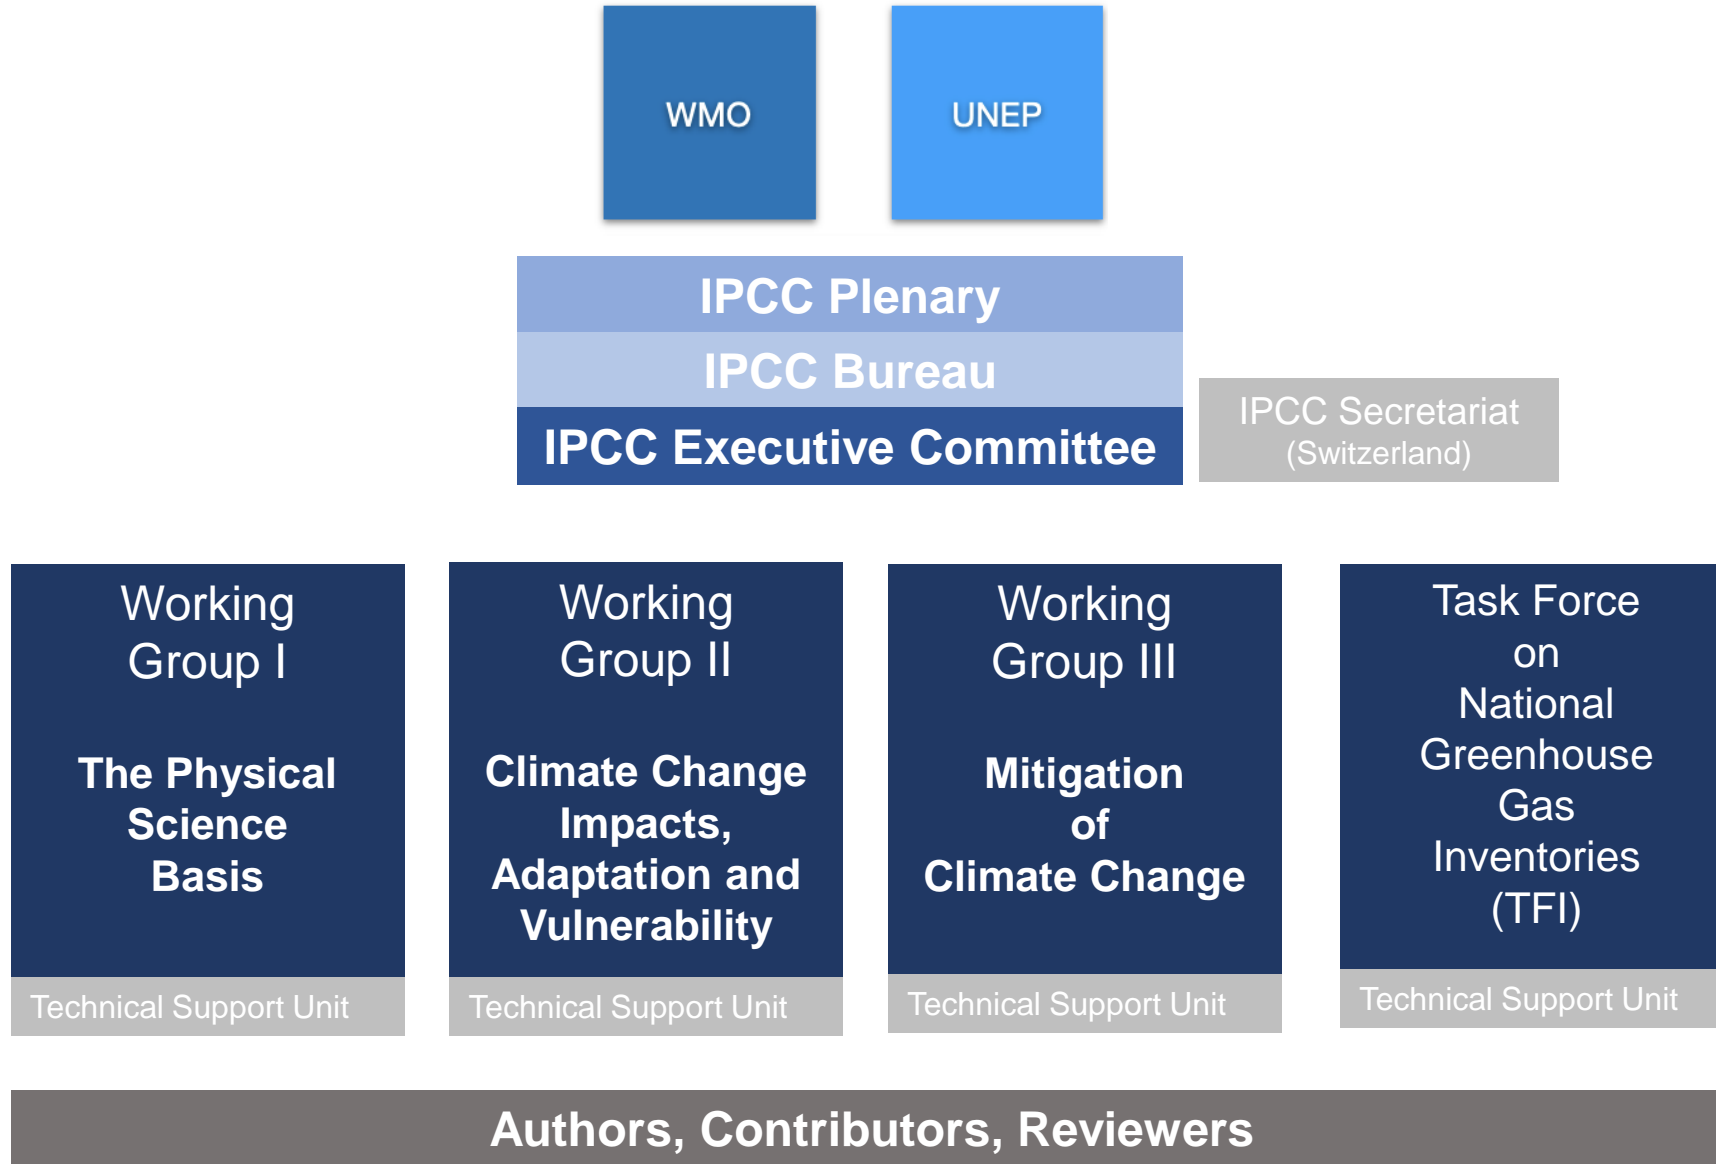 WMO
UNEP
IPCC Plenary
IPCC Bureau
IPCC Executive Committee
IPCC Secretariat
(Switzerland)
Working
Group I
The Physical
Science
Basis
Technical Support Unit
Working
Group II
Climate Change
Impacts,
Adaptation and
Vulnerability
Technical Support Unit
Working
Group III
Mitigation
of
Climate Change
Technical Support Unit
Task Force
on
National
Greenhouse
Gas
Inventories
(TFI)
Technical Support Unit
Authors, Contributors, Reviewers